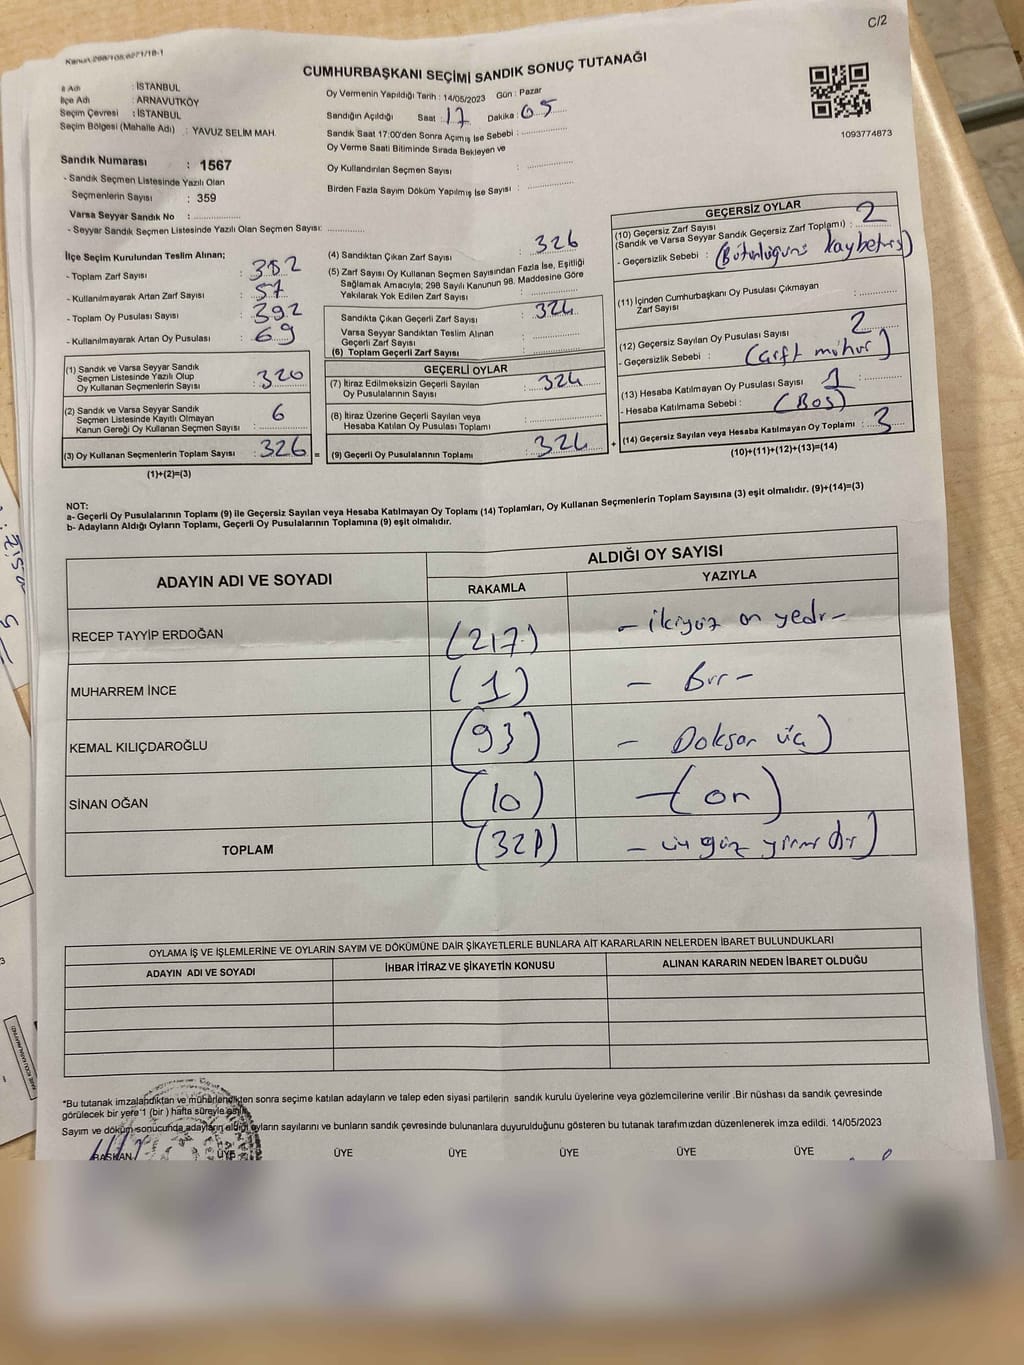 C/2
Kanun:298/105;6271/18-1
CUMHURBAŞKANI SEÇİMİ SANDIK SONUÇ TUTANAĞI
İl Adı : İSTANBUL
İlçe Adı : ARNAVUTKÖY
Seçim Çevresi : İSTANBUL
Seçim Bölgesi (Mahalle Adı) : YAVUZ SELİM MAH.
Oy Vermenin Yapıldığı Tarih : 14/05/2023 Gün : Pazar
Sandığın Açıldığı Saat : 17 Dakika : 05
Sandık Saat 17:00'den Sonra Açmış İse Sebebi :
Oy Verme Saati Bitiminde Sırada Bekleyen ve
Oy Kullandırılan Seçmen Sayısı :
Birden Fazla Sayım Döküm Yapılmış İse Sayısı :
1093774873
Sandık Numarası : 1567
- Sandık Seçmen Listesinde Yazılı Olan
Seçmenlerin Sayısı : 359
Varsa Seyyar Sandık No :
- Seyyar Sandık Seçmen Listesinde Yazılı Olan Seçmen Sayısı:
İlçe Seçim Kurulundan Teslim Alınan;
- Toplam Zarf Sayısı : 382
- Kullanılmayarak Artan Zarf Sayısı : 57
- Toplam Oy Pusulası Sayısı : 392
- Kullanılmayarak Artan Oy Pusulası : 69
(1) Sandık ve Varsa Seyyar Sandık
Seçmen Listesinde Yazılı Olup
Oy Kullanan Seçmenlerin Sayısı : 320
(2) Sandık ve Varsa Seyyar Sandık
Seçmen Listesinde Kayıtlı Olmayan
Kanun Gereği Oy Kullanan Seçmen Sayısı : 6
(3) Oy Kullanan Seçmenlerin Toplam Sayısı : 326 =
(1)+(2)=(3)
(4) Sandıktan Çıkan Zarf Sayısı : 326
(5) Zarf Sayısı Oy Kullanan Seçmen Sayısından Fazla İse, Eşitliği
Sağlamak Amacıyla; 298 Sayılı Kanunun 98. Maddesine Göre
Yakılarak Yok Edilen Zarf Sayısı :
Sandıkta Çıkan Geçerli Zarf Sayısı : 324
Varsa Seyyar Sandıktan Teslim Alınan
Geçerli Zarf Sayısı :
(6) Toplam Geçerli Zarf Sayısı :
GEÇERLİ OYLAR
(7) İtiraz Edilmeksizin Geçerli Sayılan
Oy Pusulalarının Sayısı : 324
(8) İtiraz Üzerine Geçerli Sayılan veya
Hesaba Katılan Oy Pusulası Toplamı :
(9) Geçerli Oy Pusulalarının Toplamı : 324 +
GEÇERSİZ OYLAR
(10) Geçersiz Zarf Sayısı
(Sandık ve Varsa Seyyar Sandık Geçersiz Zarf Toplamı) : 2
- Geçersizlik Sebebi : (Bütünlüğünü kaybetmiş)
(11) İçinden Cumhurbaşkanı Oy Pusulası Çıkmayan
Zarf Sayısı :
(12) Geçersiz Sayılan Oy Pusulası Sayısı : 2
- Geçersizlik Sebebi : (Çift mühür)
(13) Hesaba Katılmayan Oy Pusulası Sayısı : 1
- Hesaba Katılmama Sebebi : (Boş)
(14) Geçersiz Sayılan veya Hesaba Katılmayan Oy Toplamı : 3
(10)+(11)+(12)+(13)=(14)
NOT:
a- Geçerli Oy Pusulalarının Toplamı (9) ile Geçersiz Sayılan veya Hesaba Katılmayan Oy Toplamı (14) Toplamları, Oy Kullanan Seçmenlerin Toplam Sayısına (3) eşit olmalıdır. (9)+(14)=(3)
b- Adayların Aldığı Oyların Toplamı, Geçerli Oy Pusulalarının Toplamına (9) eşit olmalıdır.
ADAYIN ADI VE SOYADI ALDIĞI OY SAYISI
RAKAMLA YAZIYLA
RECEP TAYYİP ERDOĞAN (217) - ikiyüz on yedi -
MUHARREM İNCE (1) - Bir -
KEMAL KILIÇDAROĞLU (93) - Doksan üç)
SİNAN OĞAN (10) - (on)
TOPLAM (321) - üç yüz yirmi bir)
OYLAMA İŞ VE İŞLEMLERİNE VE OYLARIN SAYIM VE DÖKÜMÜNE DAİR ŞİKAYETLERLE BUNLARA AİT KARARLARIN NELERDEN İBARET BULUNDUKLARI
ADAYIN ADI VE SOYADI İHBAR İTİRAZ VE ŞİKAYETİN KONUSU ALINAN KARARIN NEDEN İBARET OLDUĞU
*Bu tutanak imzalandıktan ve mühürlendikten sonra seçime katılan adayların ve talep eden siyasi partilerin sandık kurulu üyelerine veya gözlemcilerine verilir .Bir nüshası da sandık çevresinde
görülecek bir yere 1 (bir) hafta süreyle asılır.
Sayım ve döküm sonucunda adayların aldığı oyların sayılarını ve bunların sandık çevresinde bulunanlara duyurulduğunu gösteren bu tutanak tarafımızdan düzenlenerek imza edildi. 14/05/2023
BAŞKAN ÜYE ÜYE ÜYE ÜYE ÜYE ÜYE